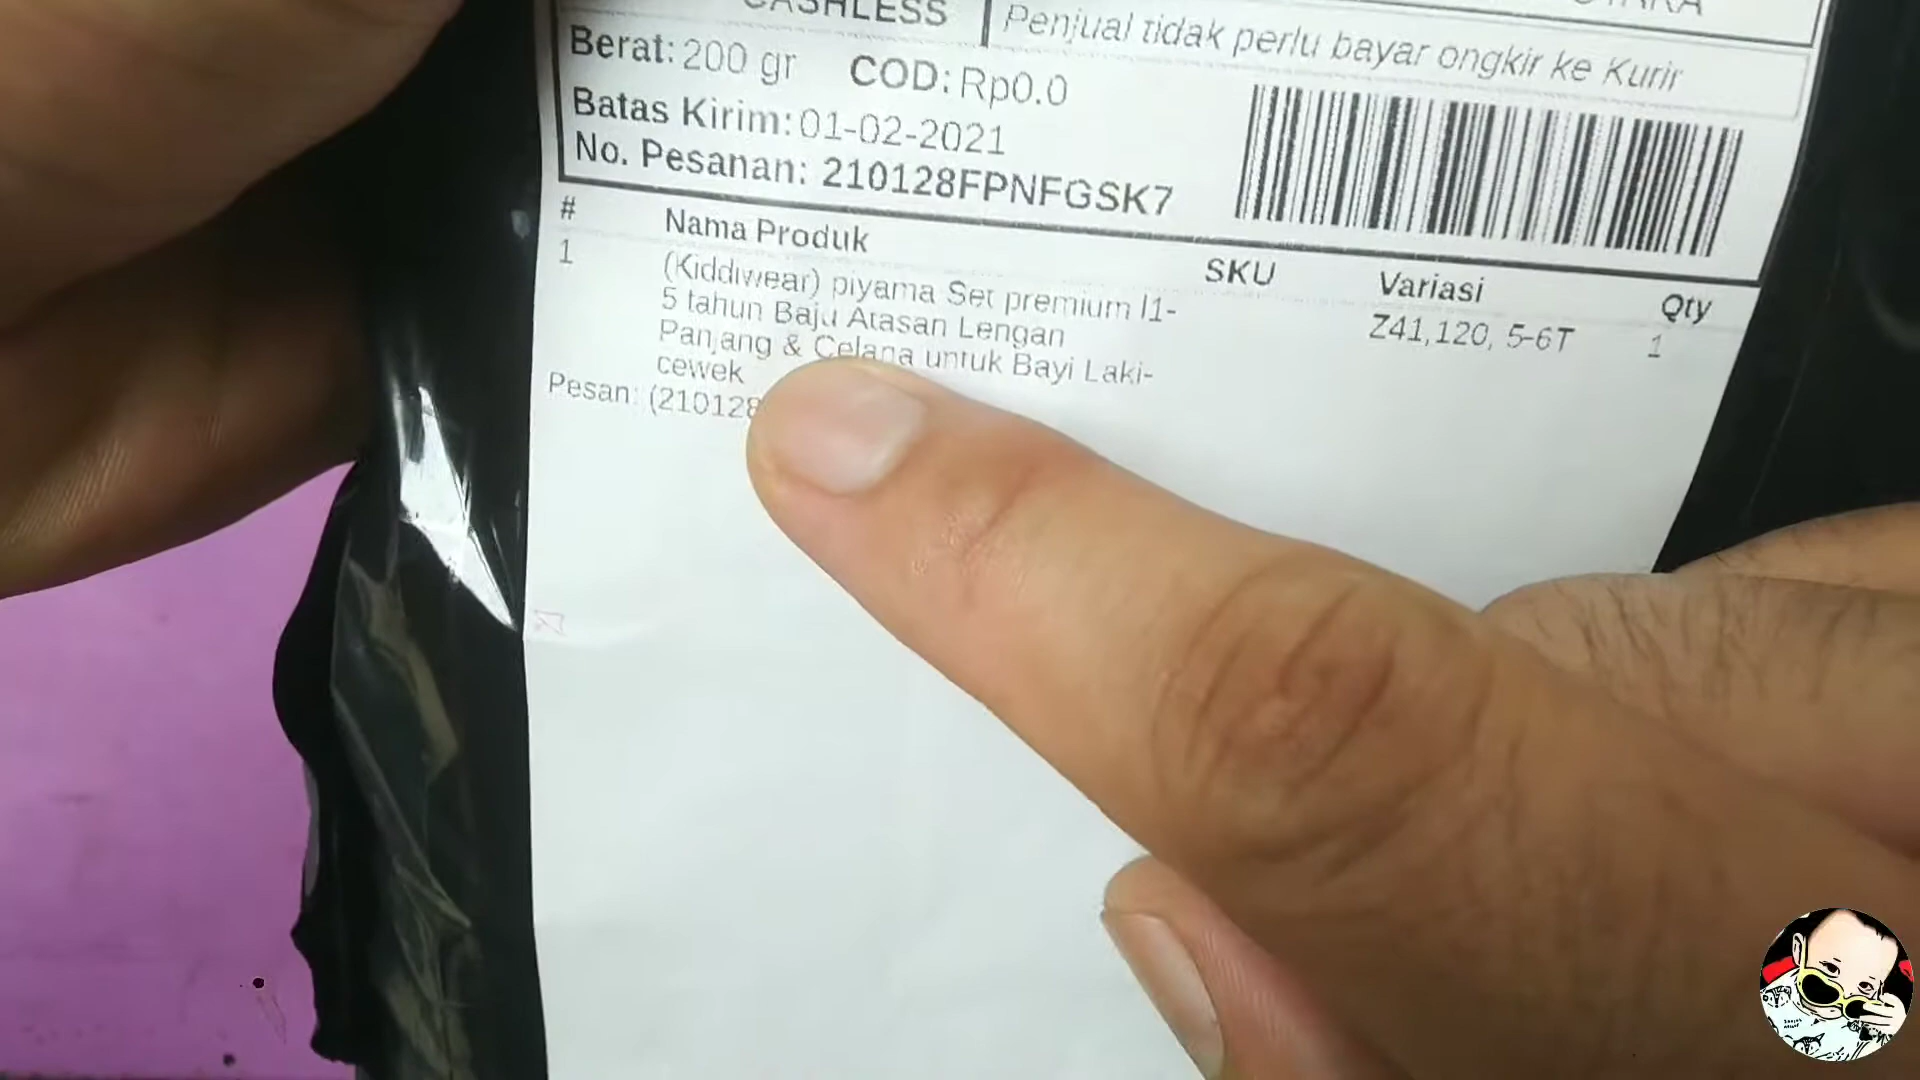 CASHLESS
Penjual tidak perlu bayar ongkir ke Kurir
Berat: 200 gr COD: Rp0.0
Batas Kirim: 01-02-2021
No. Pesanan: 210128FPNFGSK7
# Nama Produk SKU Variasi Qty
1 (Kiddiwear) piyama Set premium l1- Z41,120, 5-6T 1
5 tahun Baju Atasan Lengan
Panjang & Celana untuk Bayi Laki-
cewek
Pesan: (210128